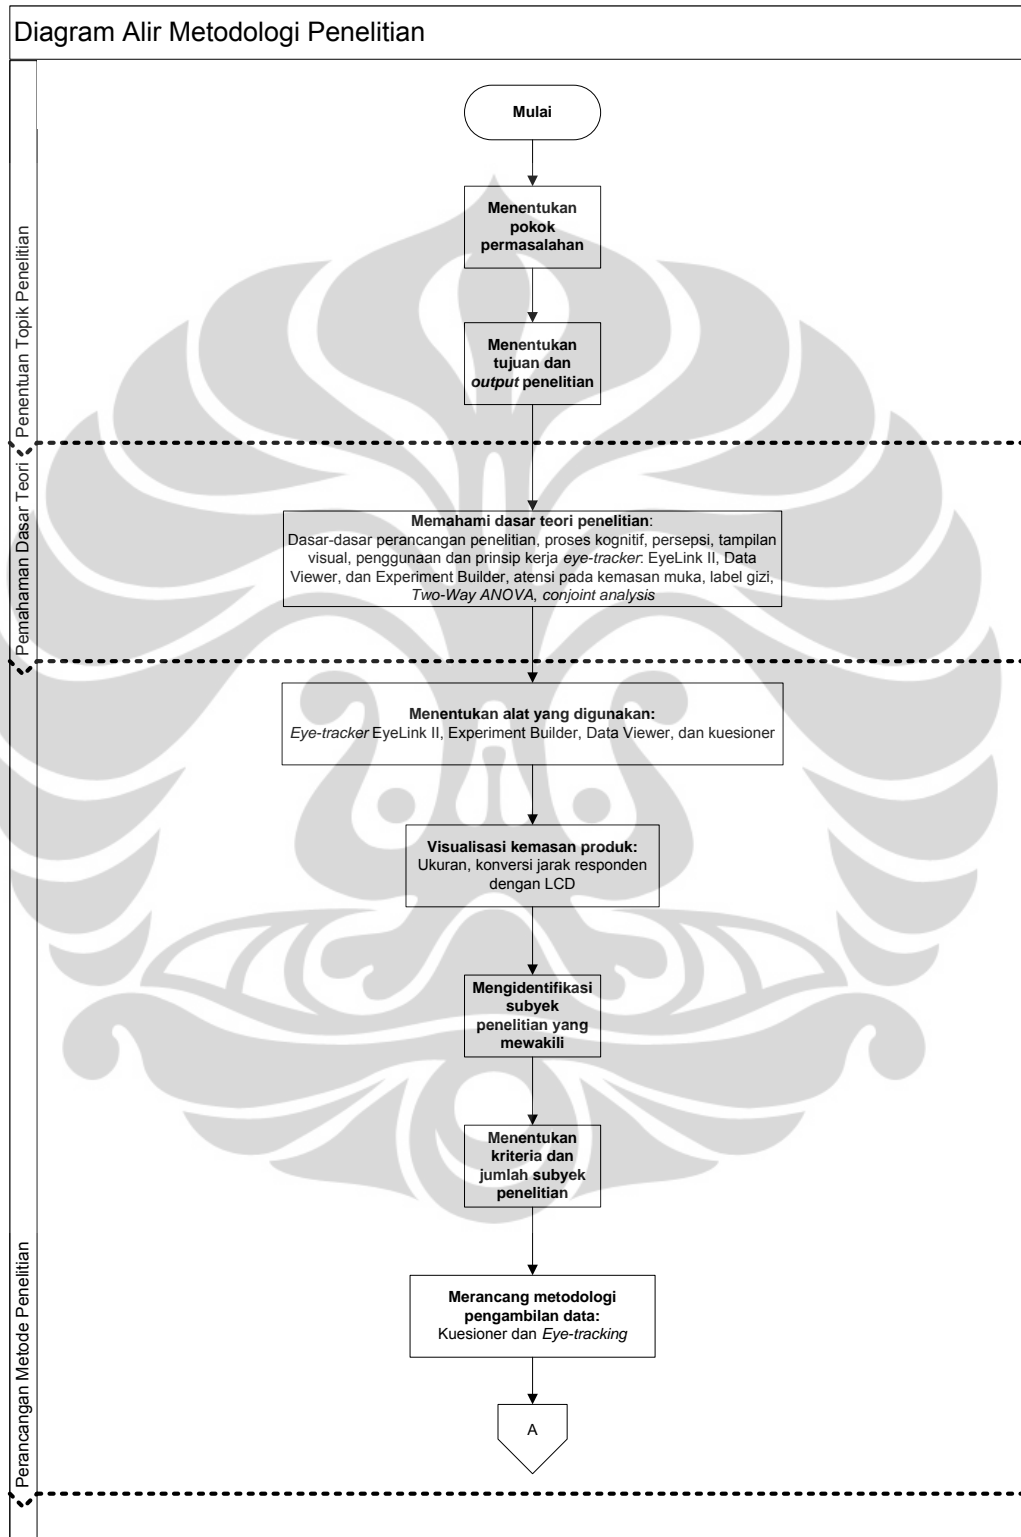 Diagram Alir Metodologi Penelitian
Penentuan Topik Penelitian
Mulai
Menentukan
pokok
permasalahan
Menentukan
tujuan dan
output penelitian
Pemahaman Dasar Teori
Memahami dasar teori penelitian:
Dasar-dasar perancangan penelitian, proses kognitif, persepsi, tampilan
visual, penggunaan dan prinsip kerja eye-tracker: EyeLink II, Data
Viewer, dan Experiment Builder, atensi pada kemasan muka, label gizi,
Two-Way ANOVA, conjoint analysis
Perancangan Metode Penelitian
Menentukan alat yang digunakan:
Eye-tracker EyeLink II, Experiment Builder, Data Viewer, dan kuesioner
Visualisasi kemasan produk:
Ukuran, konversi jarak responden
dengan LCD
Mengidentifikasi
subyek
penelitian yang
mewakili
Menentukan
kriteria dan
jumlah subyek
penelitian
Merancang metodologi
pengambilan data:
Kuesioner dan Eye-tracking
A